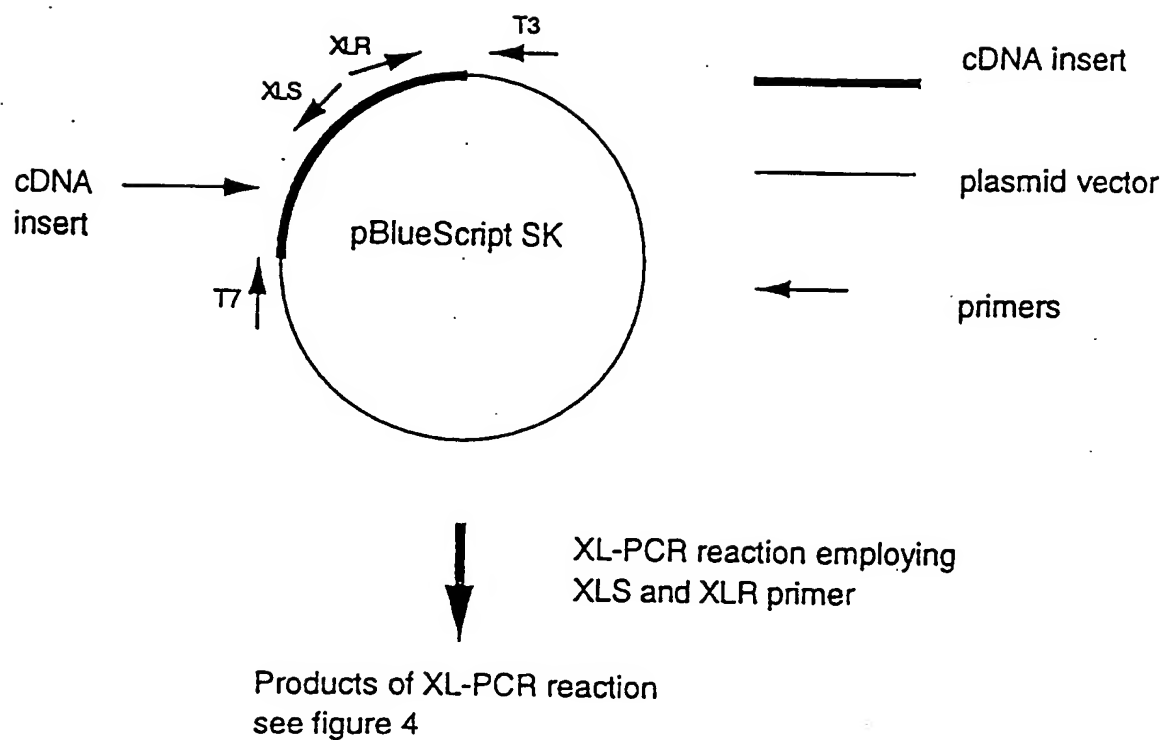 T3
XLR
XLS
cDNA insert
cDNA
insert
plasmid vector
pBlueScript SK
T7
primers
XL-PCR reaction employing
XLS and XLR primer
Products of XL-PCR reaction
see figure 4